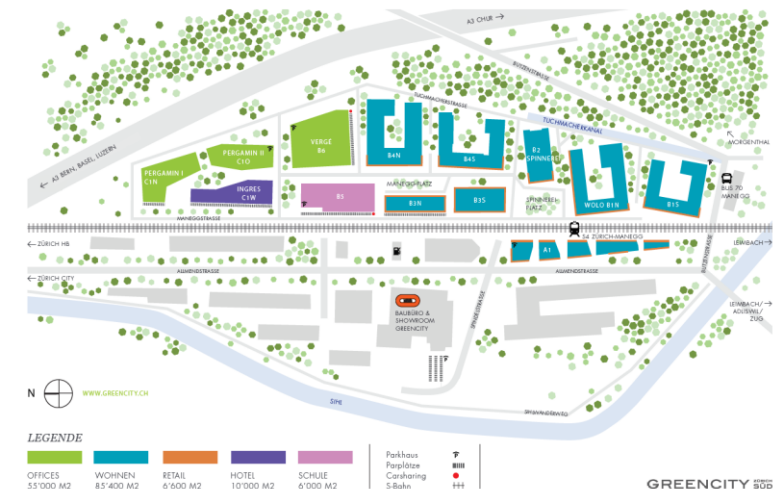 A3 CHUR →
BUTZENSTRASSE
TUCHMACHERSTRASSE
TUCHMACHERKANAL
MORGENTHAL
← A3 BERN, BASEL, LUZERN
VERGE
B6
B4N
B4S
B2
SPINNEREI
PERGAMIN II
C1O
PERGAMIN I
C1N
INGRES
C1W
B5
MANEGG-PLATZ
B3N
B3S
SPINNEREI-
PLATZ
WOLO B1N
B1S
BUS 70
MANEGG
MANEGGSTRASSE
← ZÜRICH HB
S4 ZÜRICH-MANEGG
A1
LEIMBACH →
BUTZENSTRASSE
← ZÜRICH CITY
ALLMENDSTRASSE
ALLMENDSTRASSE
SPINDELSTRASSE
LEIMBACH/ →
ADLISWIL/
ZUG
BAUBÜRO &
SHOWROOM
GREENCITY
N
WWW.GREENCITY.CH
SIHL
LEGENDE
OFFICES
55'000 M2
WOHNEN
85'400 M2
RETAIL
6'600 M2
HOTEL
10'000 M2
SCHULE
6'000 M2
Parkhaus
Parplätze
Carsharing
S-Bahn
GREENCITY ZÜRICH SÜD